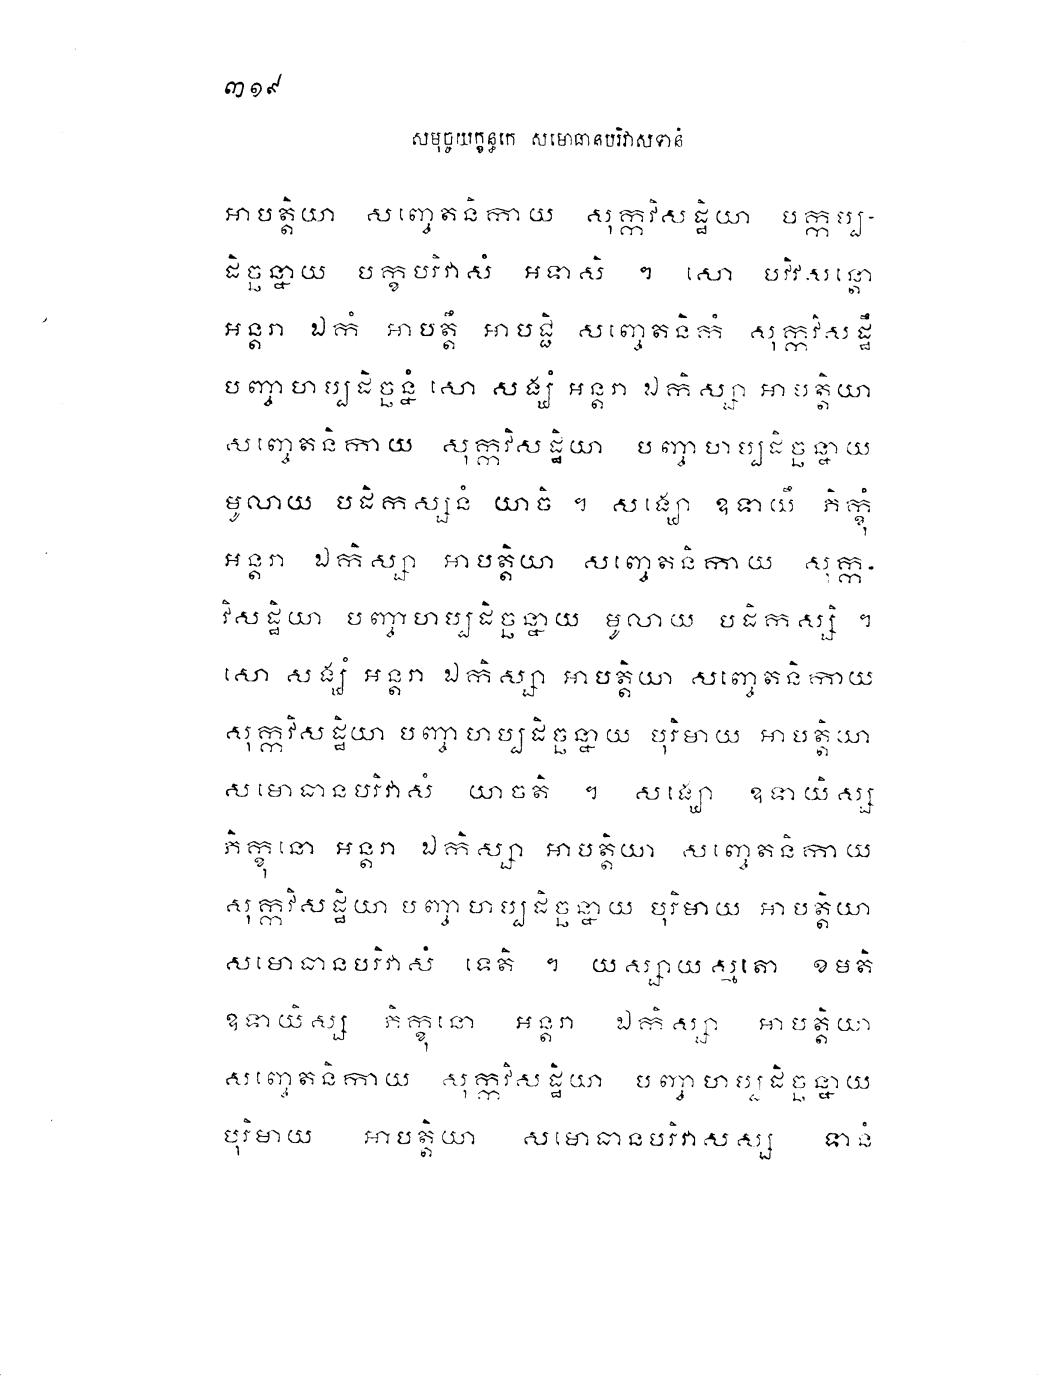 ៣១៩
សមុច្ចយក្ខន្ធកេ សមោធានបរិវាសទានំ
អាបត្តិយា សញ្ចេតនិកាយ សុក្កវិសដ្ឋិយា បក្ខប្ប-
ដិច្ឆន្នាយ បក្ខបរិវាសំ អទាសិ ។ សោ បរិវសន្តោ
អន្តរា ឯកំ អាបត្តឹ អាបជ្ជិ សញ្ចេតនិកំ សុក្កវិសដ្ឋឹ
បញ្ចាហប្បដិច្ឆន្នំ សោ សង្ឃំ អន្តរា ឯកិស្សា អាបត្តិយា
សញ្ចេតនិកាយ សុក្កវិសដ្ឋិយា បញ្ចាហប្បដិច្ឆន្នាយ
មូលាយ បដិកស្សនំ យាចិ ។ សង្ឃោ ឧទាយឹ ភិក្ខុំ
អន្តរា ឯកិស្សា អាបត្តិយា សញ្ចេតនិកាយ សុក្ក-
វិសដ្ឋិយា បញ្ចាហប្បដិច្ឆន្នាយ មូលាយ បដិកស្សិ ។
សោ សង្ឃំ អន្តរា ឯកិស្សា អាបត្តិយា សញ្ចេតនិកាយ
សុក្កវិសដ្ឋិយា បញ្ចាហប្បដិច្ឆន្នាយ បុរិមាយ អាបត្តិយា
សមោធានបរិវាសំ យាចតិ ។ សង្ឃោ ឧទាយិស្ស
ភិក្ខុនោ អន្តរា ឯកិស្សា អាបត្តិយា សញ្ចេតនិកាយ
សុក្កវិសដ្ឋិយា បញ្ចាហប្បដិច្ឆន្នាយ បុរិមាយ អាបត្តិយា
សមោធានបរិវាសំ ទេតិ ។ យស្សាយស្មតោ ខមតិ
ឧទាយិស្ស ភិក្ខុនោ អន្តរា ឯកិស្សា អាបត្តិយា
សញ្ចេតនិកាយ សុក្កវិសដ្ឋិយា បញ្ចាហប្បដិច្ឆន្នាយ
បុរិមាយ អាបត្តិយា សមោធានបរិវាសស្ស ទានំ